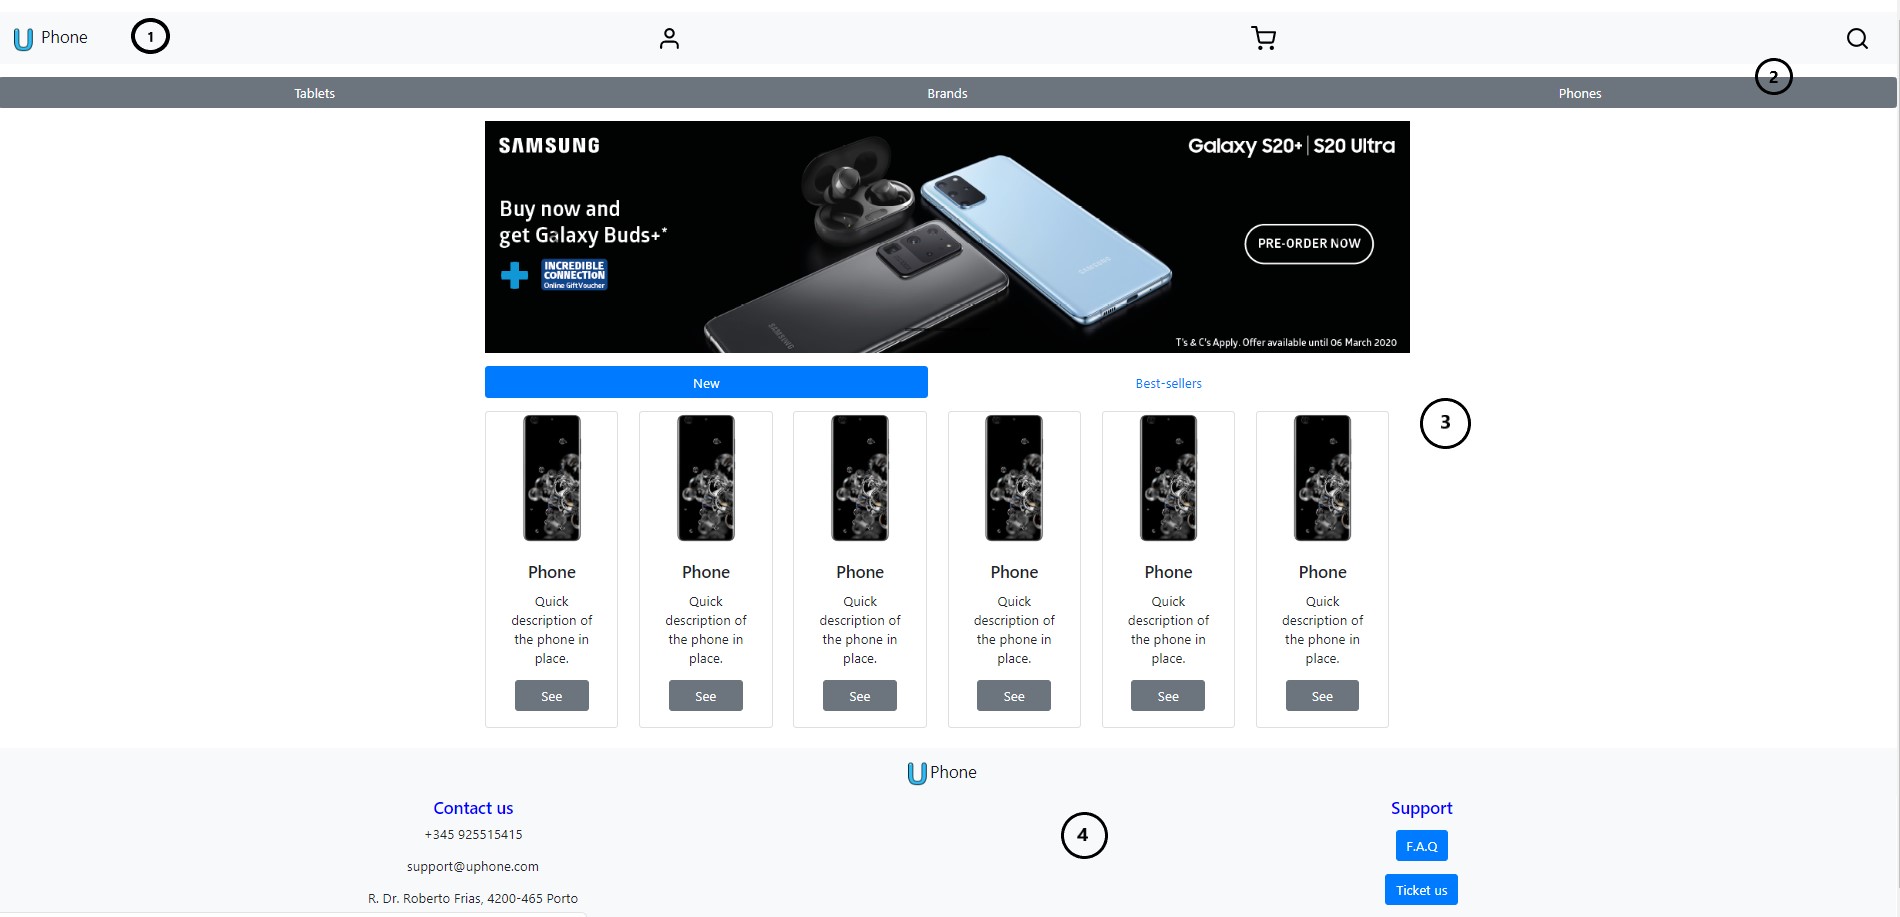 U Phone
1
2
Tablets Brands Phones
SAMSUNG
Galaxy S20+ | S20 Ultra
Buy now and
get Galaxy Buds+*
INCREDIBLE
CONNECTION
Online Gift Voucher
PRE-ORDER NOW
SAMSUNG
SAMSUNG
T's & C's Apply. Offer available until 06 March 2020
New Best-sellers
3
Phone
Quick
description of
the phone in
place.
See
Phone
Quick
description of
the phone in
place.
See
Phone
Quick
description of
the phone in
place.
See
Phone
Quick
description of
the phone in
place.
See
Phone
Quick
description of
the phone in
place.
See
Phone
Quick
description of
the phone in
place.
See
U Phone
Contact us
+345 925515415
support@uphone.com
R. Dr. Roberto Frias, 4200-465 Porto
4
Support
F.A.Q
Ticket us